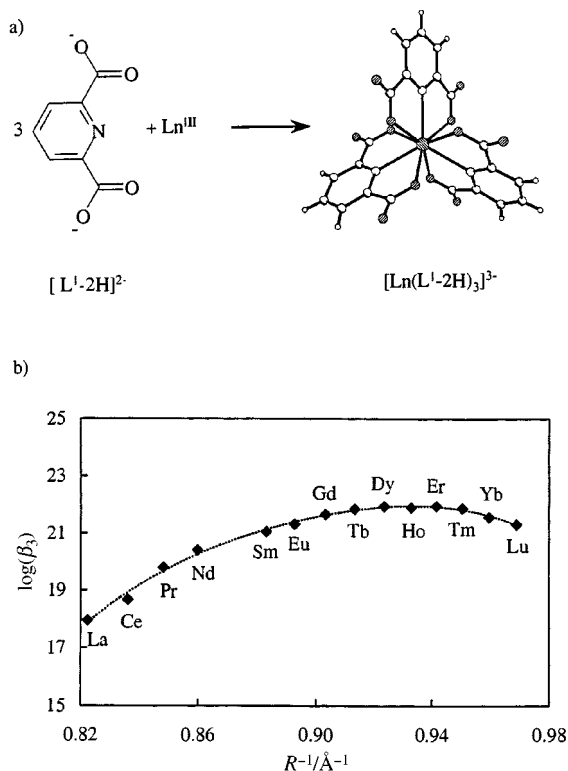 a)
-O
O
3 N + Ln^III
O
O
-
[ L^1-2H]^2-
[Ln(L^1-2H)_3]^3-
b)
25
23
21
19
17
15
log(β_3)
La Ce Pr Nd Sm Eu Gd Tb Dy Ho Er Tm Yb Lu
0.82 0.86 0.90 0.94 0.98
R^-1/Å^-1